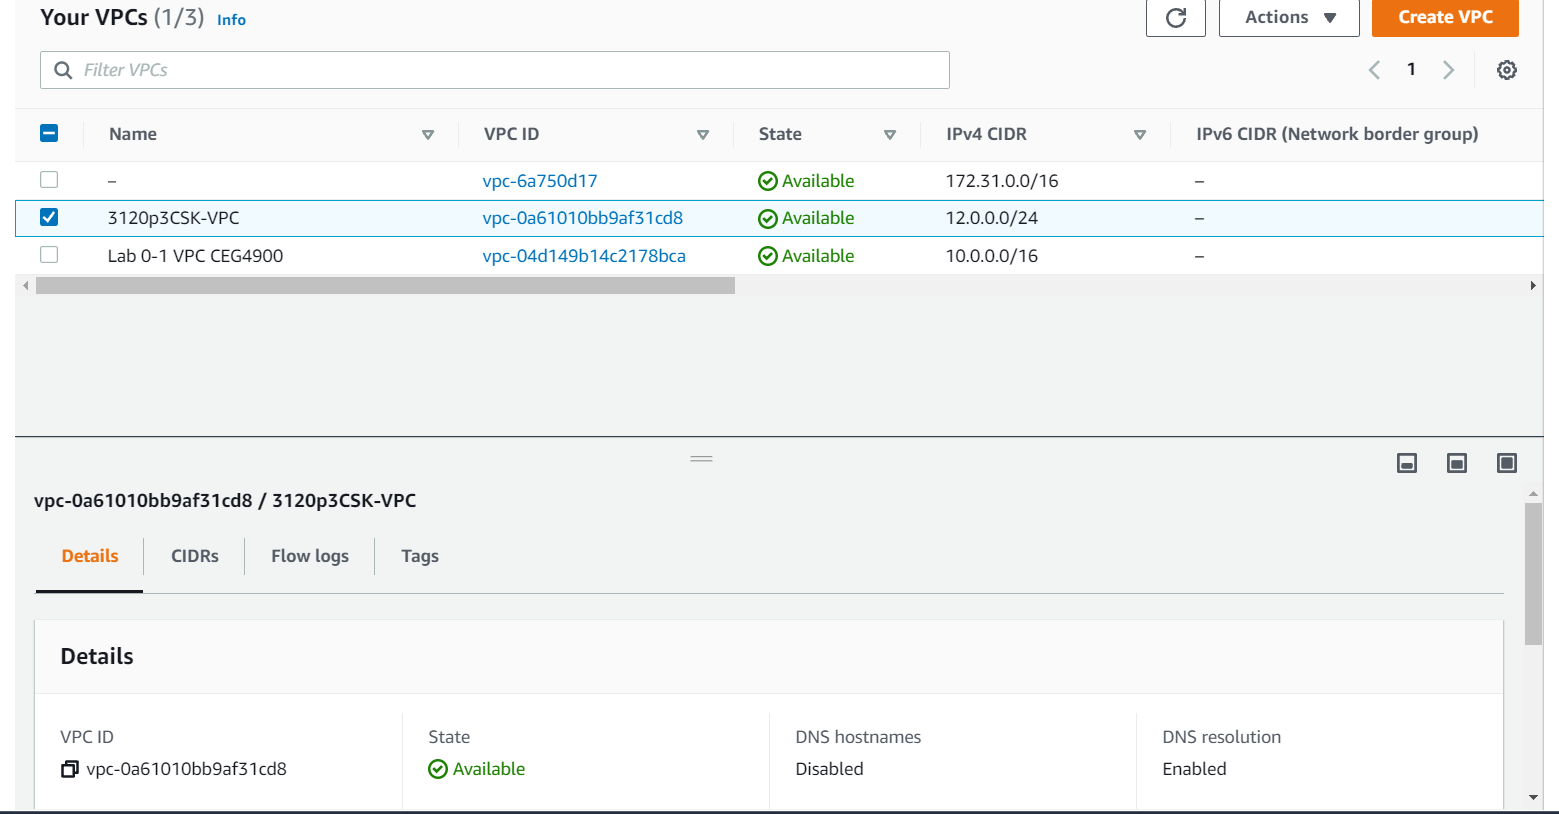 Your VPCs (1/3) Info
Actions
Create VPC
Filter VPCs
1
Name VPC ID State IPv4 CIDR IPv6 CIDR (Network border group)
– vpc-6a750d17 Available 172.31.0.0/16 –
3120p3CSK-VPC vpc-0a61010bb9af31cd8 Available 12.0.0.0/24 –
Lab 0-1 VPC CEG4900 vpc-04d149b14c2178bca Available 10.0.0.0/16 –
vpc-0a61010bb9af31cd8 / 3120p3CSK-VPC
Details CIDRs Flow logs Tags
Details
VPC ID State DNS hostnames DNS resolution
vpc-0a61010bb9af31cd8 Available Disabled Enabled